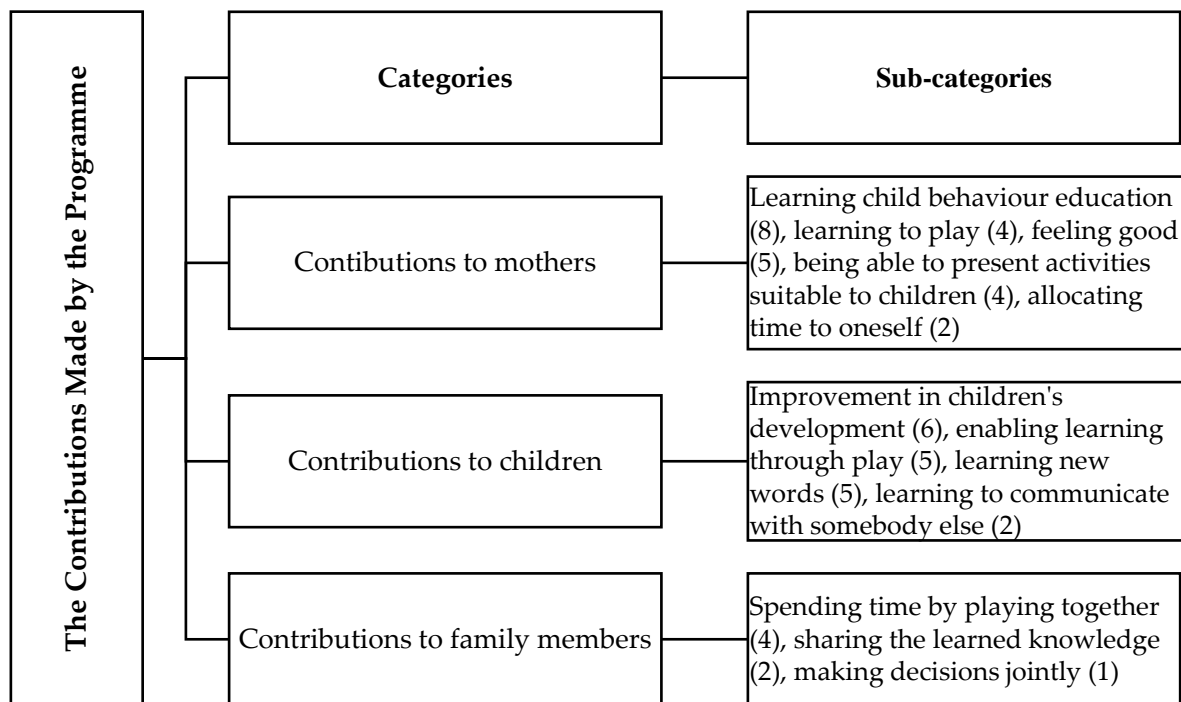 The Contributions Made by the Programme
Categories
Sub-categories
Contibutions to mothers
Learning child behaviour education
(8), learning to play (4), feeling good
(5), being able to present activities
suitable to children (4), allocating
time to oneself (2)
Contributions to children
Improvement in children's
development (6), enabling learning
through play (5), learning new
words (5), learning to communicate
with somebody else (2)
Contributions to family members
Spending time by playing together
(4), sharing the learned knowledge
(2), making decisions jointly (1)